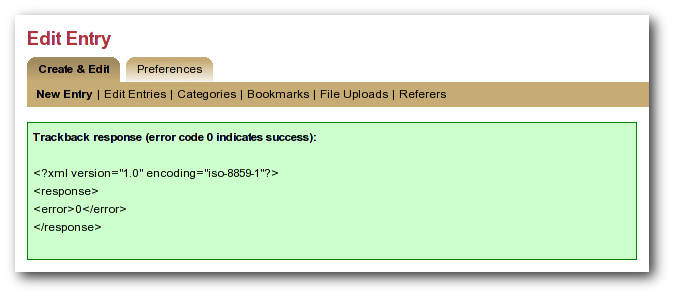 Edit Entry
Create & Edit Preferences
New Entry | Edit Entries | Categories | Bookmarks | File Uploads | Referers
Trackback response (error code 0 indicates success):
<?xml version="1.0" encoding="iso-8859-1"?>
<response>
<error>0</error>
</response>